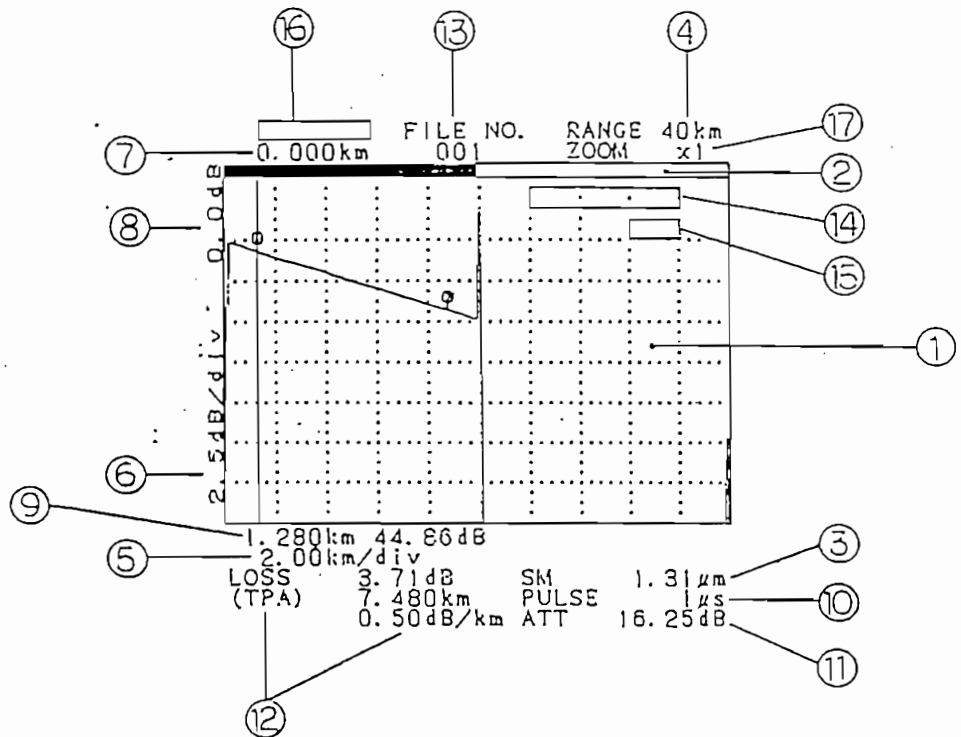 ⑯ ⑬ ④
FILE NO. RANGE 40km ⑰
⑦ 0.000km 001 ZOOM x1
②
⑧ 0.0dB
⑭
⑮
①
⑥ 2.5dB/div
⑨ 1.280km 44.86dB
⑤ 2.00km/div ③
LOSS 3.71dB SM 1.31μm
(TPA) 7.480km PULSE 1μs ⑩
0.50dB/km ATT 16.25dB ⑪
⑫